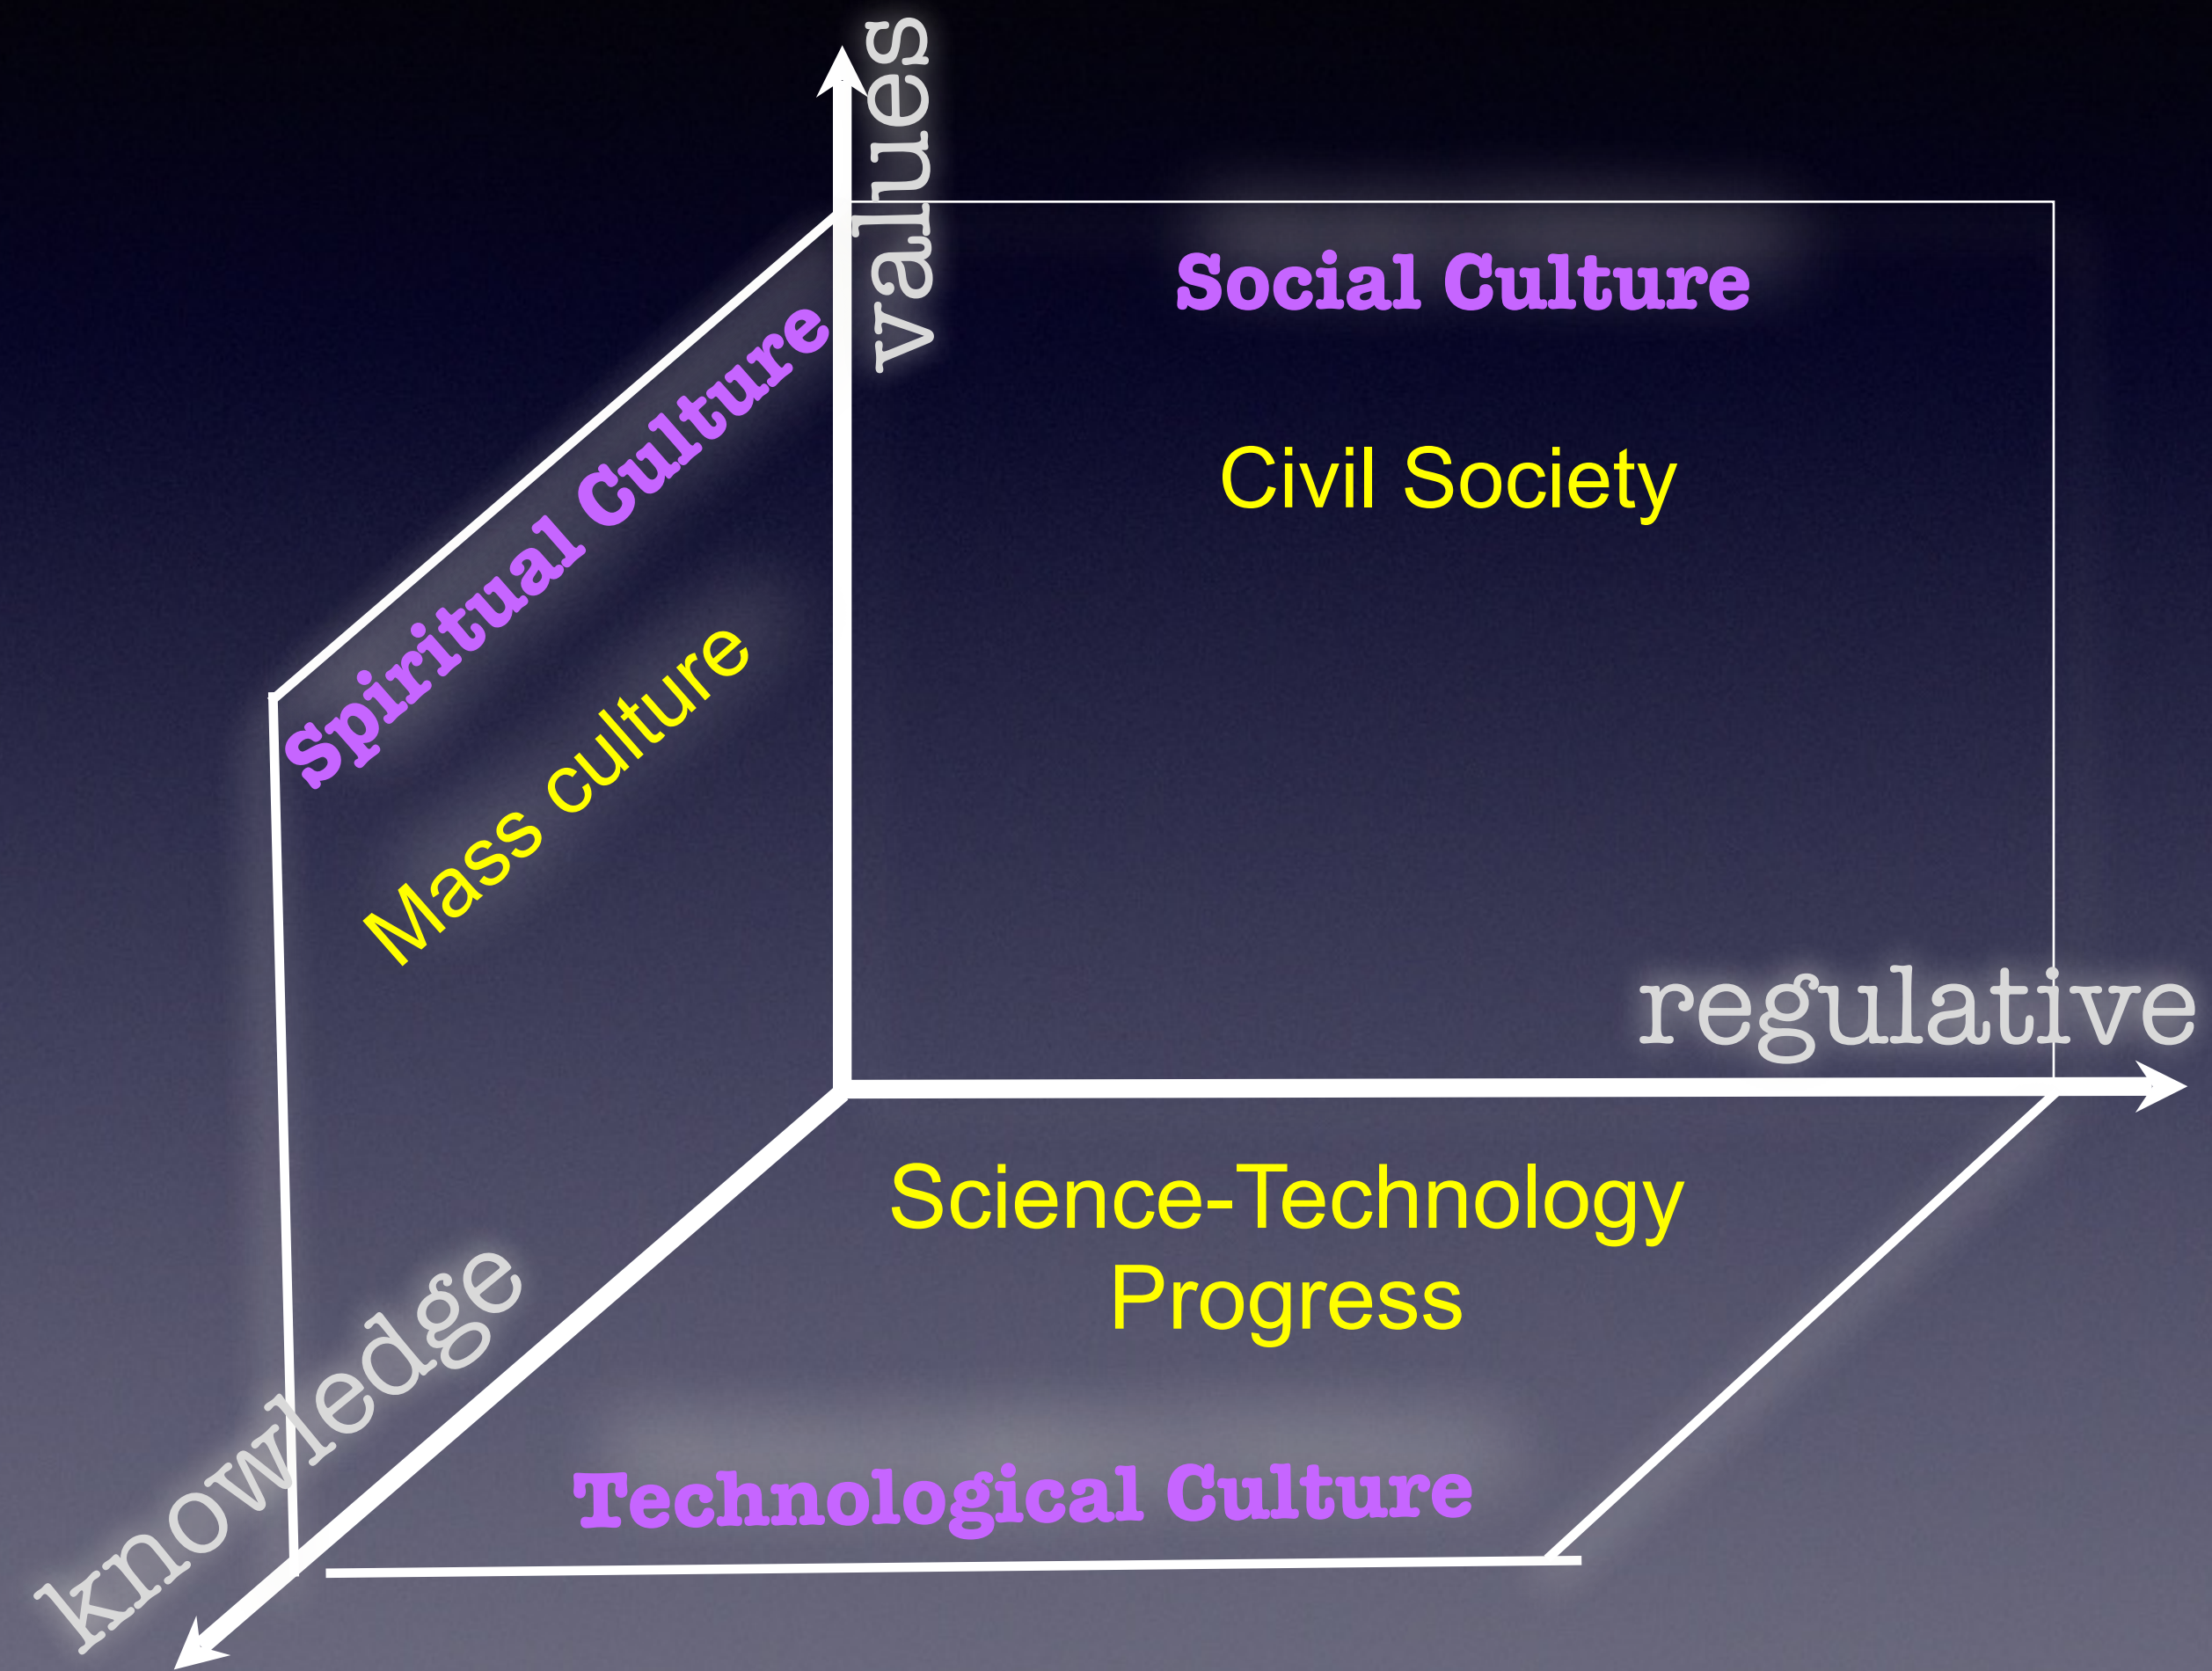 values
Social Culture
Civil Society
Spiritual Culture
Mass culture
regulative
Science-Technology
Progress
knowledge
Technological Culture